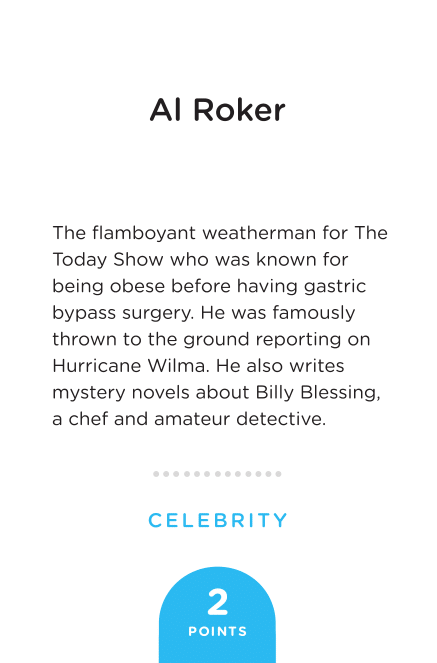 Al Roker
The flamboyant weatherman for The
Today Show who was known for
being obese before having gastric
bypass surgery. He was famously
thrown to the ground reporting on
Hurricane Wilma. He also writes
mystery novels about Billy Blessing,
a chef and amateur detective.
CELEBRITY
2
POINTS